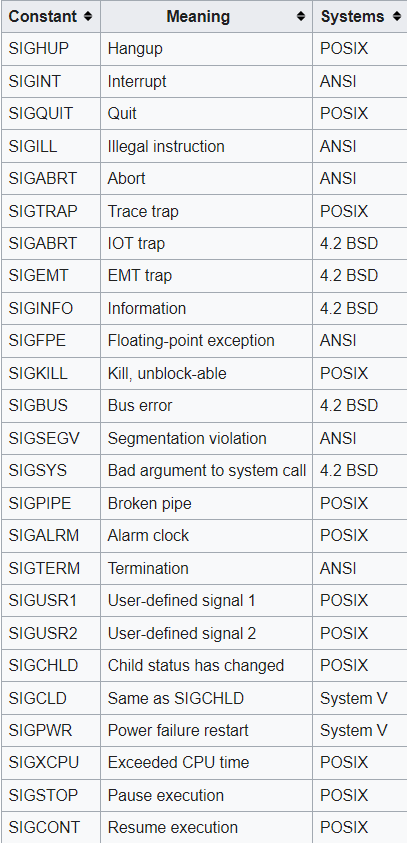 Constant Meaning Systems
SIGHUP Hangup POSIX
SIGINT Interrupt ANSI
SIGQUIT Quit POSIX
SIGILL Illegal instruction ANSI
SIGABRT Abort ANSI
SIGTRAP Trace trap POSIX
SIGABRT IOT trap 4.2 BSD
SIGEMT EMT trap 4.2 BSD
SIGINFO Information 4.2 BSD
SIGFPE Floating-point exception ANSI
SIGKILL Kill, unblock-able POSIX
SIGBUS Bus error 4.2 BSD
SIGSEGV Segmentation violation ANSI
SIGSYS Bad argument to system call 4.2 BSD
SIGPIPE Broken pipe POSIX
SIGALRM Alarm clock POSIX
SIGTERM Termination ANSI
SIGUSR1 User-defined signal 1 POSIX
SIGUSR2 User-defined signal 2 POSIX
SIGCHLD Child status has changed POSIX
SIGCLD Same as SIGCHLD System V
SIGPWR Power failure restart System V
SIGXCPU Exceeded CPU time POSIX
SIGSTOP Pause execution POSIX
SIGCONT Resume execution POSIX